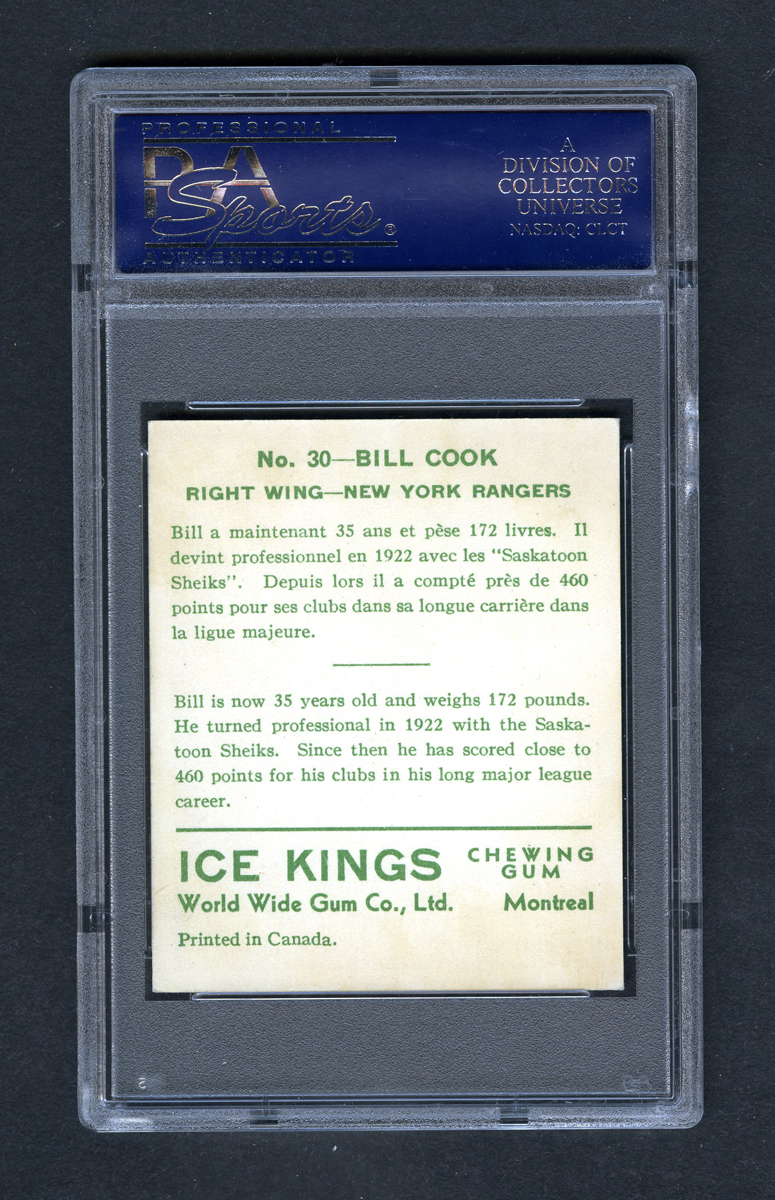 PROFESSIONAL
PSA
Sports®
AUTHENTICATOR
A
DIVISION OF
COLLECTORS
UNIVERSE
NASDAQ: CLCT
No. 30—BILL COOK
RIGHT WING—NEW YORK RANGERS
Bill a maintenant 35 ans et pèse 172 livres. Il
devint professionnel en 1922 avec les "Saskatoon
Sheiks". Depuis lors il a compté près de 460
points pour ses clubs dans sa longue carrière dans
la ligue majeure.
Bill is now 35 years old and weighs 172 pounds.
He turned professional in 1922 with the Saska-
toon Sheiks. Since then he has scored close to
460 points for his clubs in his long major league
career.
ICE KINGS CHEWING GUM
World Wide Gum Co., Ltd. Montreal
Printed in Canada.